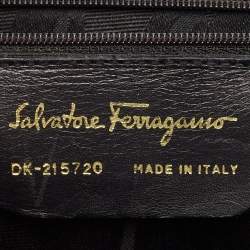 Salvatore Ferragamo
DK-215720 MADE IN ITALY